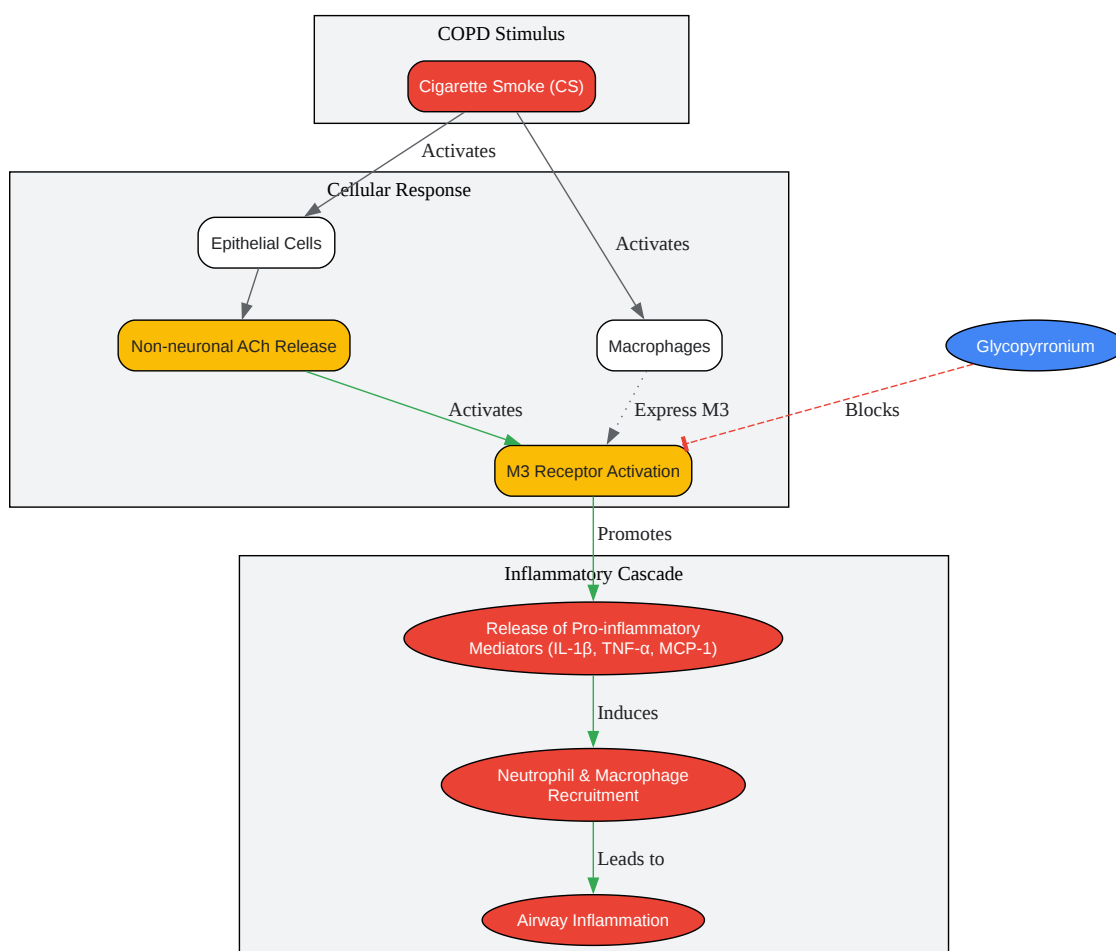 COPD Stimulus
Cigarette Smoke (CS)
Activates
Cellular Response
Epithelial Cells
Activates
Non-neuronal ACh Release
Macrophages
Glycopyrronium
Activates
Express M3
Blocks
M3 Receptor Activation
Promotes
Inflammatory Cascade
Release of Pro-inflammatory
Mediators (IL-1β, TNF-α, MCP-1)
Induces
Neutrophil & Macrophage
Recruitment
Leads to
Airway Inflammation